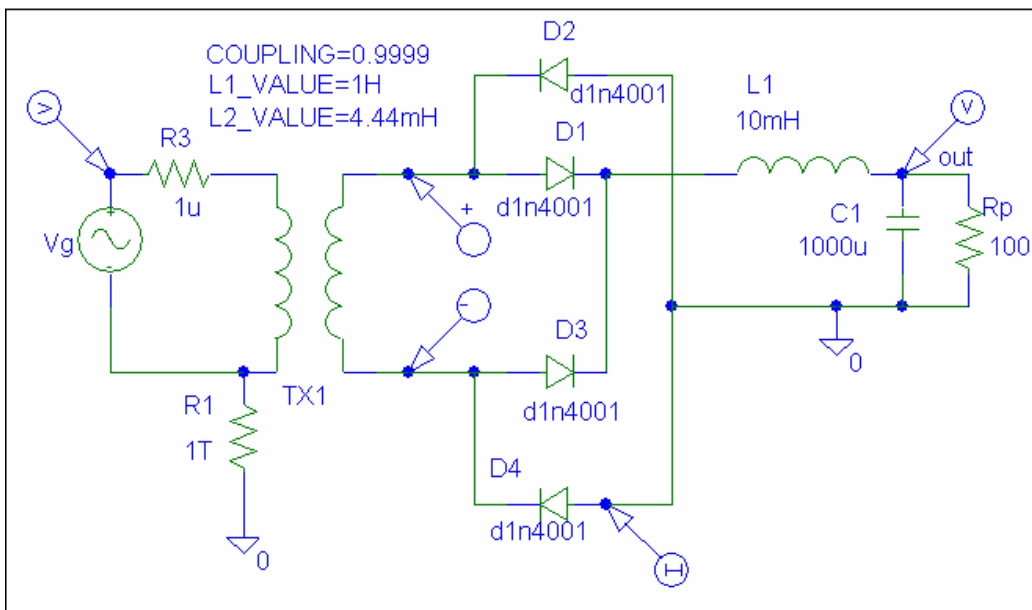 D2
COUPLING=0.9999
L1_VALUE=1H
L2_VALUE=4.44mH
d1n4001
L1
10mH
V
V
R3
1u
D1
d1n4001
out
+
Vg
+
-
C1
1000u
Rp
100
-
D3
d1n4001
0
R1
1T
TX1
D4
d1n4001
0
I